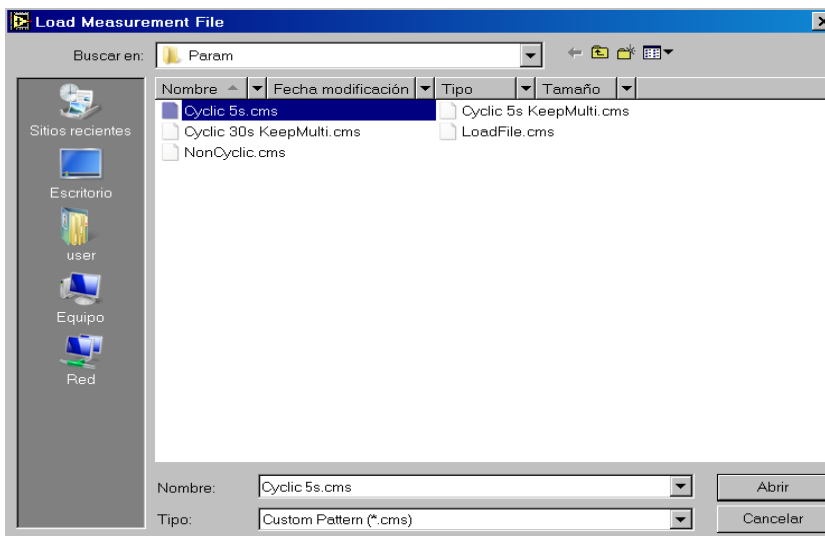 Load Measurement File
Buscar en: Param
Nombre Fecha modificación Tipo Tamaño
Cyclic 5s.cms Cyclic 5s KeepMulti.cms
Cyclic 30s KeepMulti.cms LoadFile.cms
NonCyclic.cms
Sitios recientes
Escritorio
user
Equipo
Red
Nombre: Cyclic 5s.cms Abrir
Tipo: Custom Pattern (*.cms) Cancelar